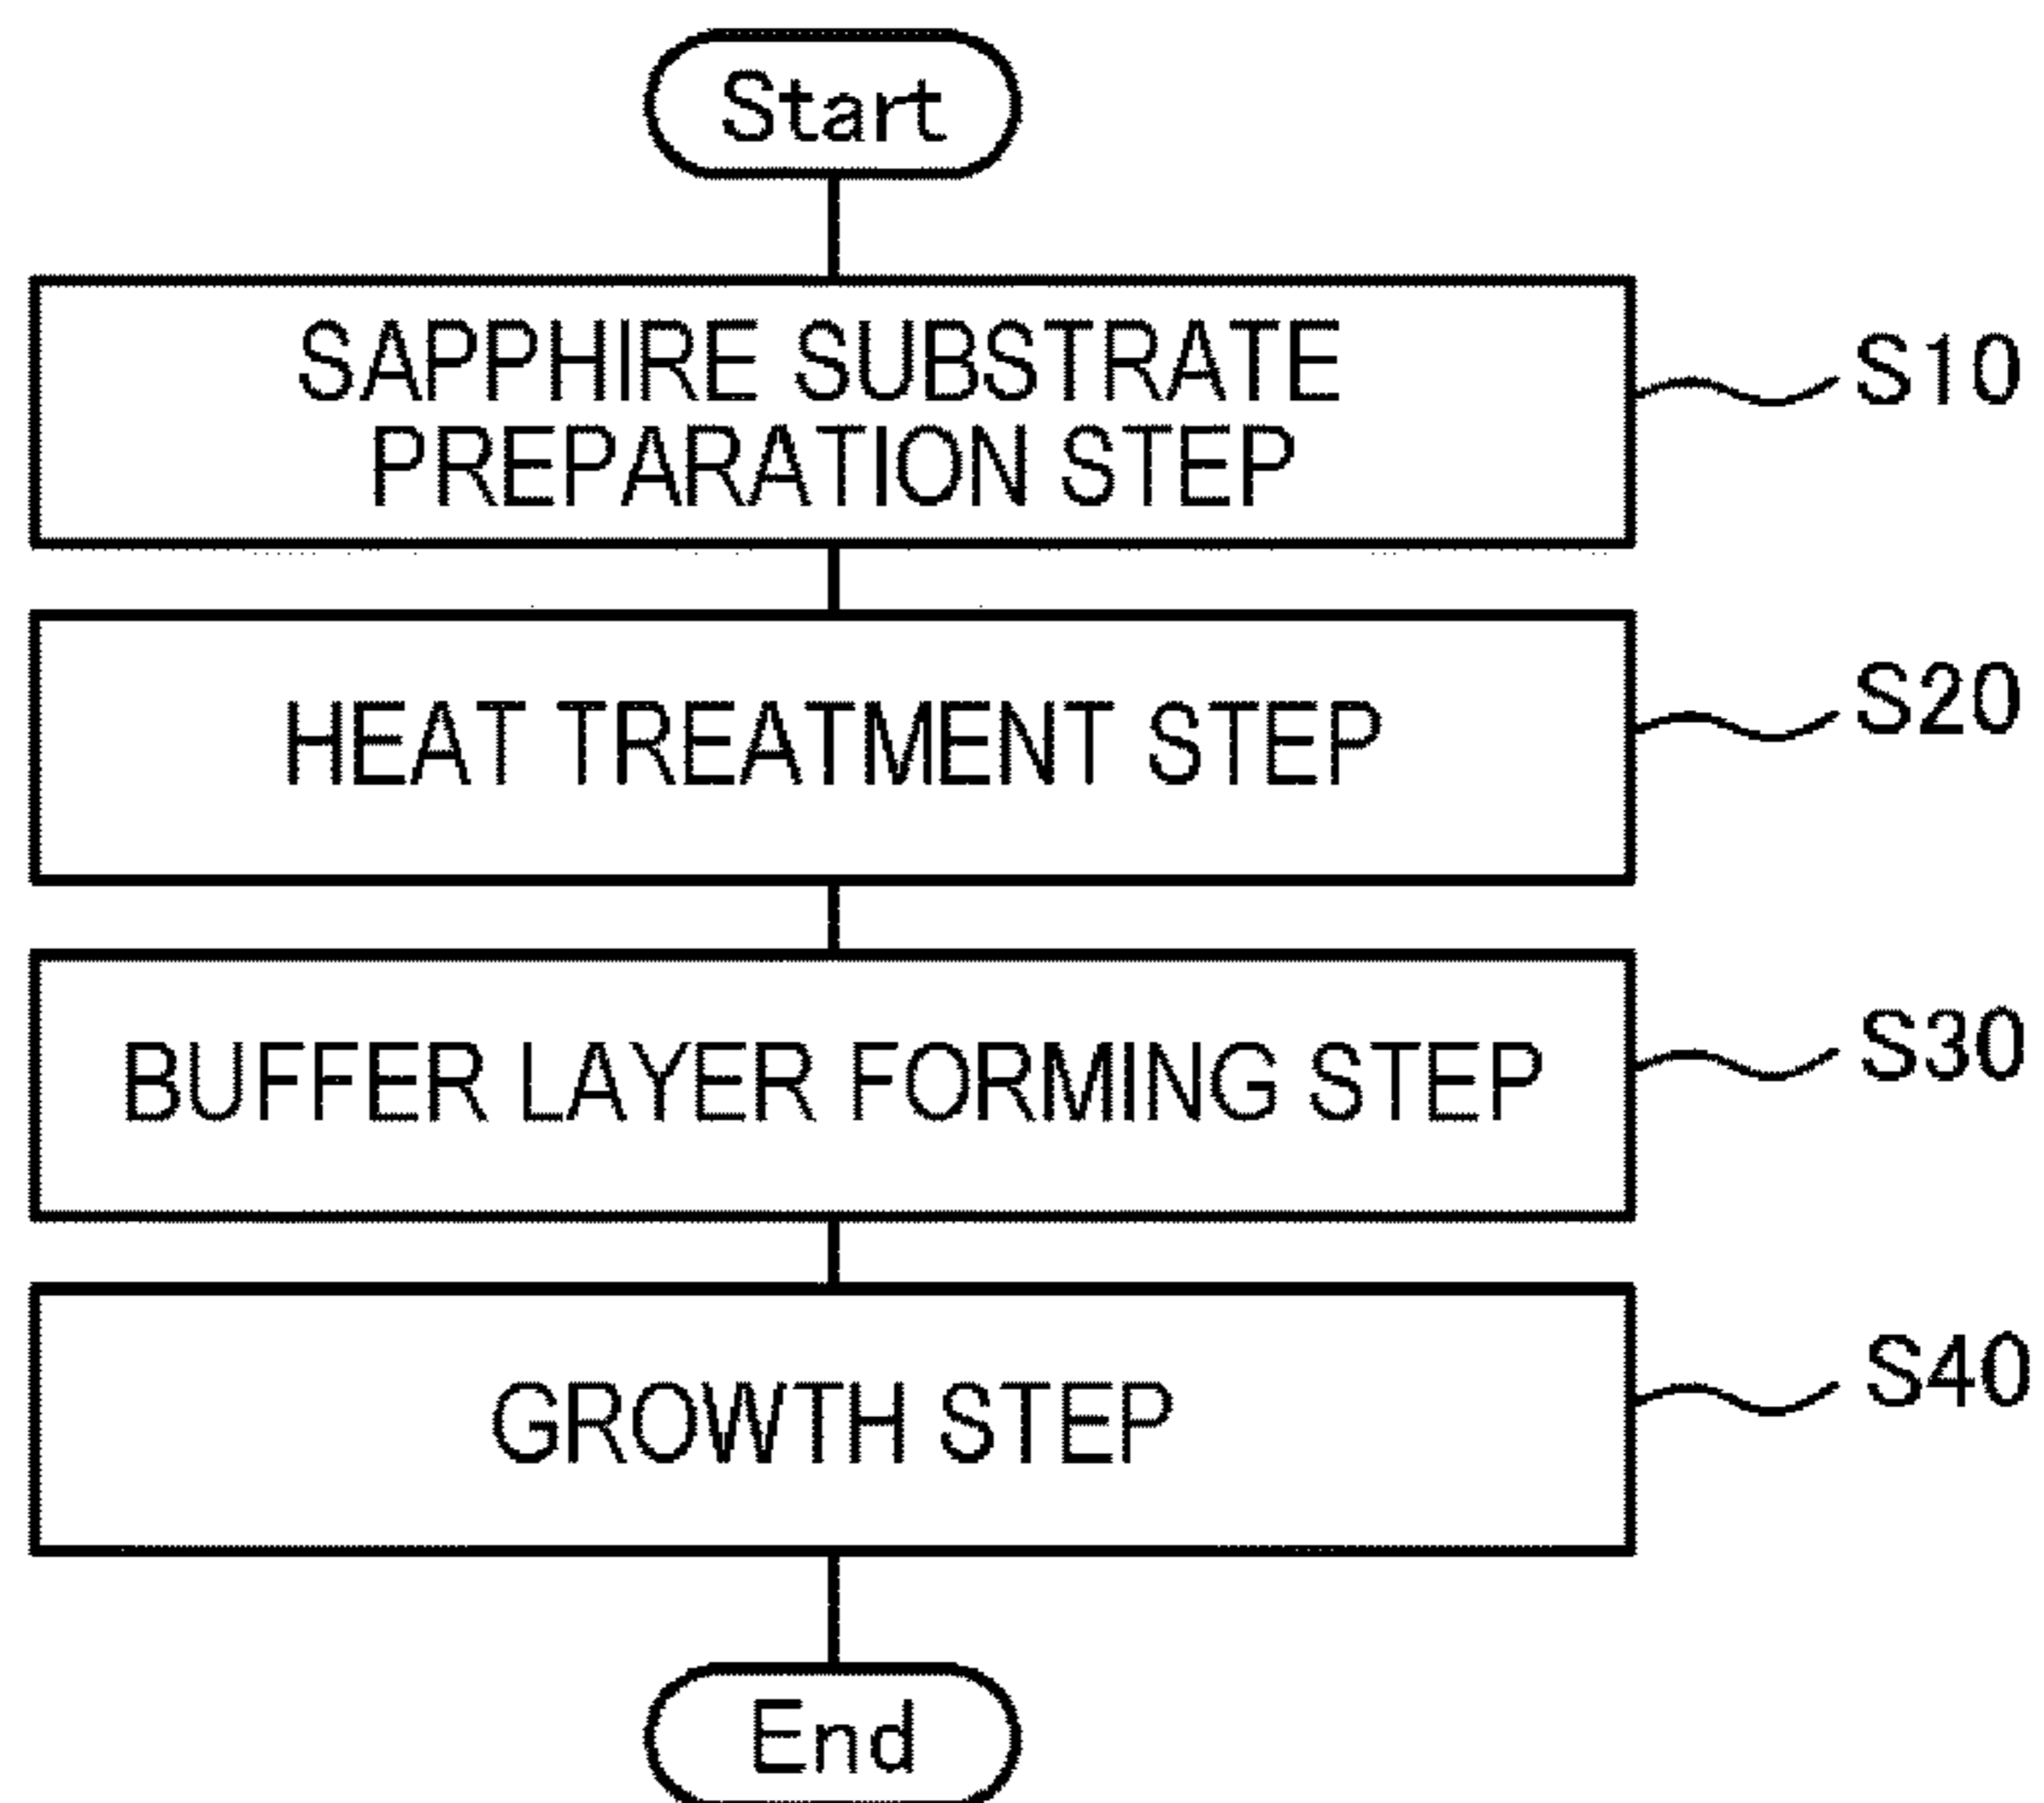 Start
SAPPHIRE SUBSTRATE
PREPARATION STEP
S10
HEAT TREATMENT STEP
S20
BUFFER LAYER FORMING STEP
S30
GROWTH STEP
S40
End